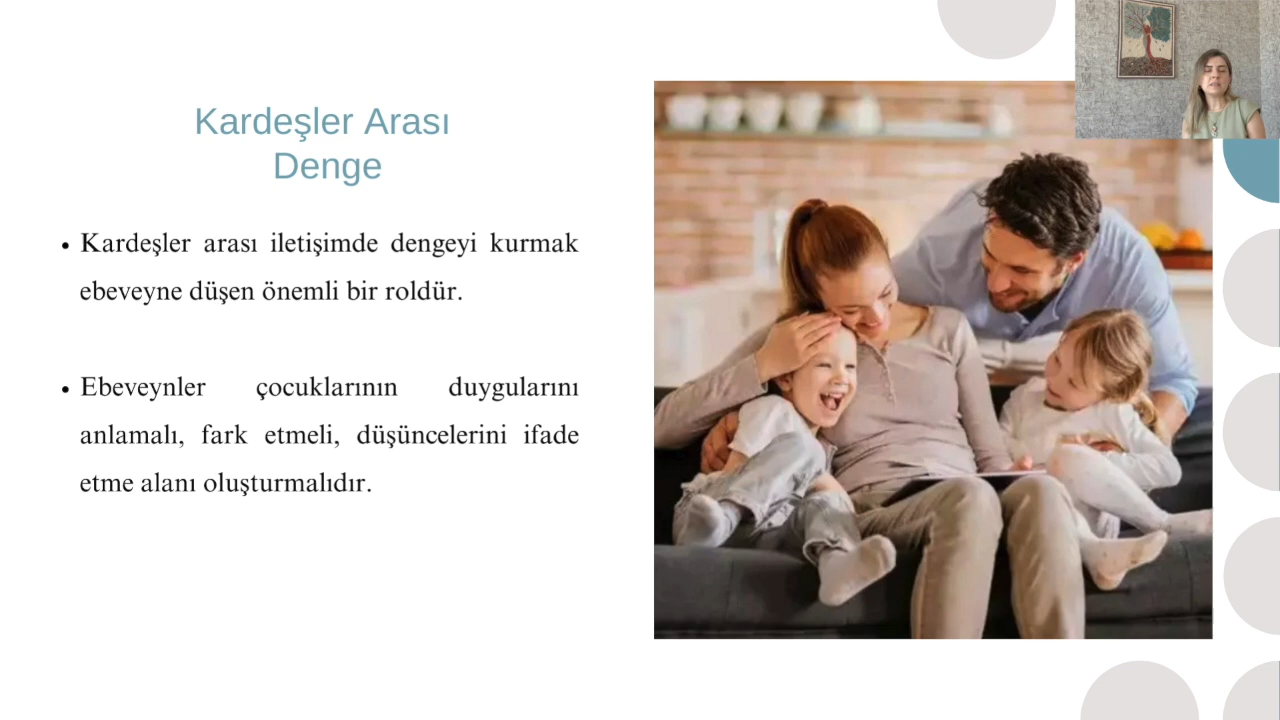 Kardeşler Arası
Denge
• Kardeşler arası iletişimde dengeyi kurmak
ebeveyne düşen önemli bir roldür.
• Ebeveynler çocuklarının duygularını
anlamalı, fark etmeli, düşüncelerini ifade
etme alanı oluşturmalıdır.